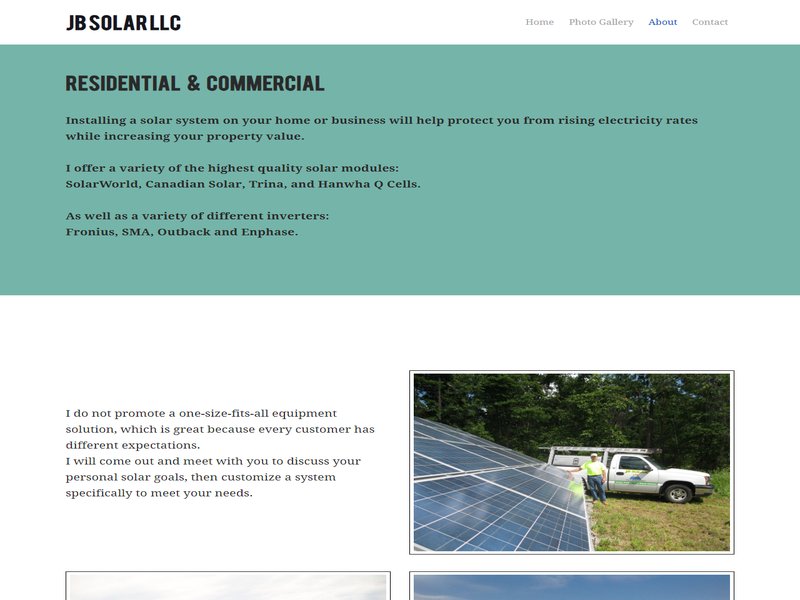 JB SOLAR LLC
Home Photo Gallery About Contact
RESIDENTIAL & COMMERCIAL
Installing a solar system on your home or business will help protect you from rising electricity rates
while increasing your property value.
I offer a variety of the highest quality solar modules:
SolarWorld, Canadian Solar, Trina, and Hanwha Q Cells.
As well as a variety of different inverters:
Fronius, SMA, Outback and Enphase.
I do not promote a one-size-fits-all equipment
solution, which is great because every customer has
different expectations.
I will come out and meet with you to discuss your
personal solar goals, then customize a system
specifically to meet your needs.